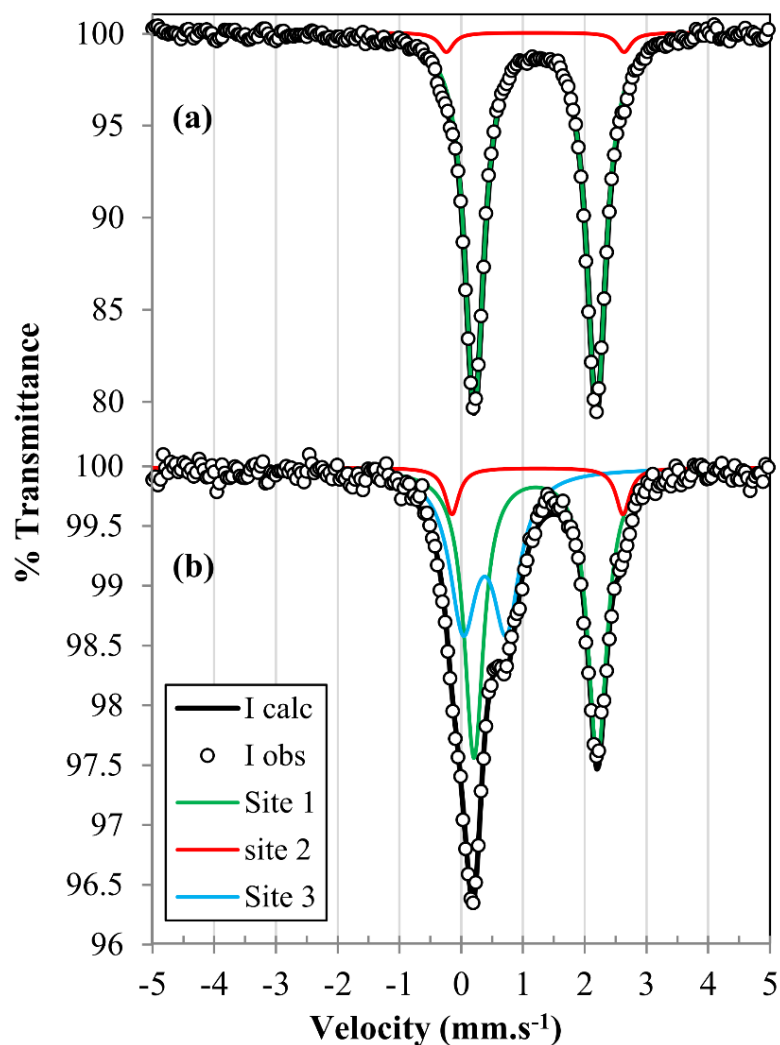 100
(a)
95
90
85
80
% Transmittance
100
99.5
(b)
99
98.5
98
97.5
97
96.5
96
I calc
I obs
Site 1
site 2
Site 3
-5 -4 -3 -2 -1 0 1 2 3 4 5
Velocity (mm.s⁻¹)